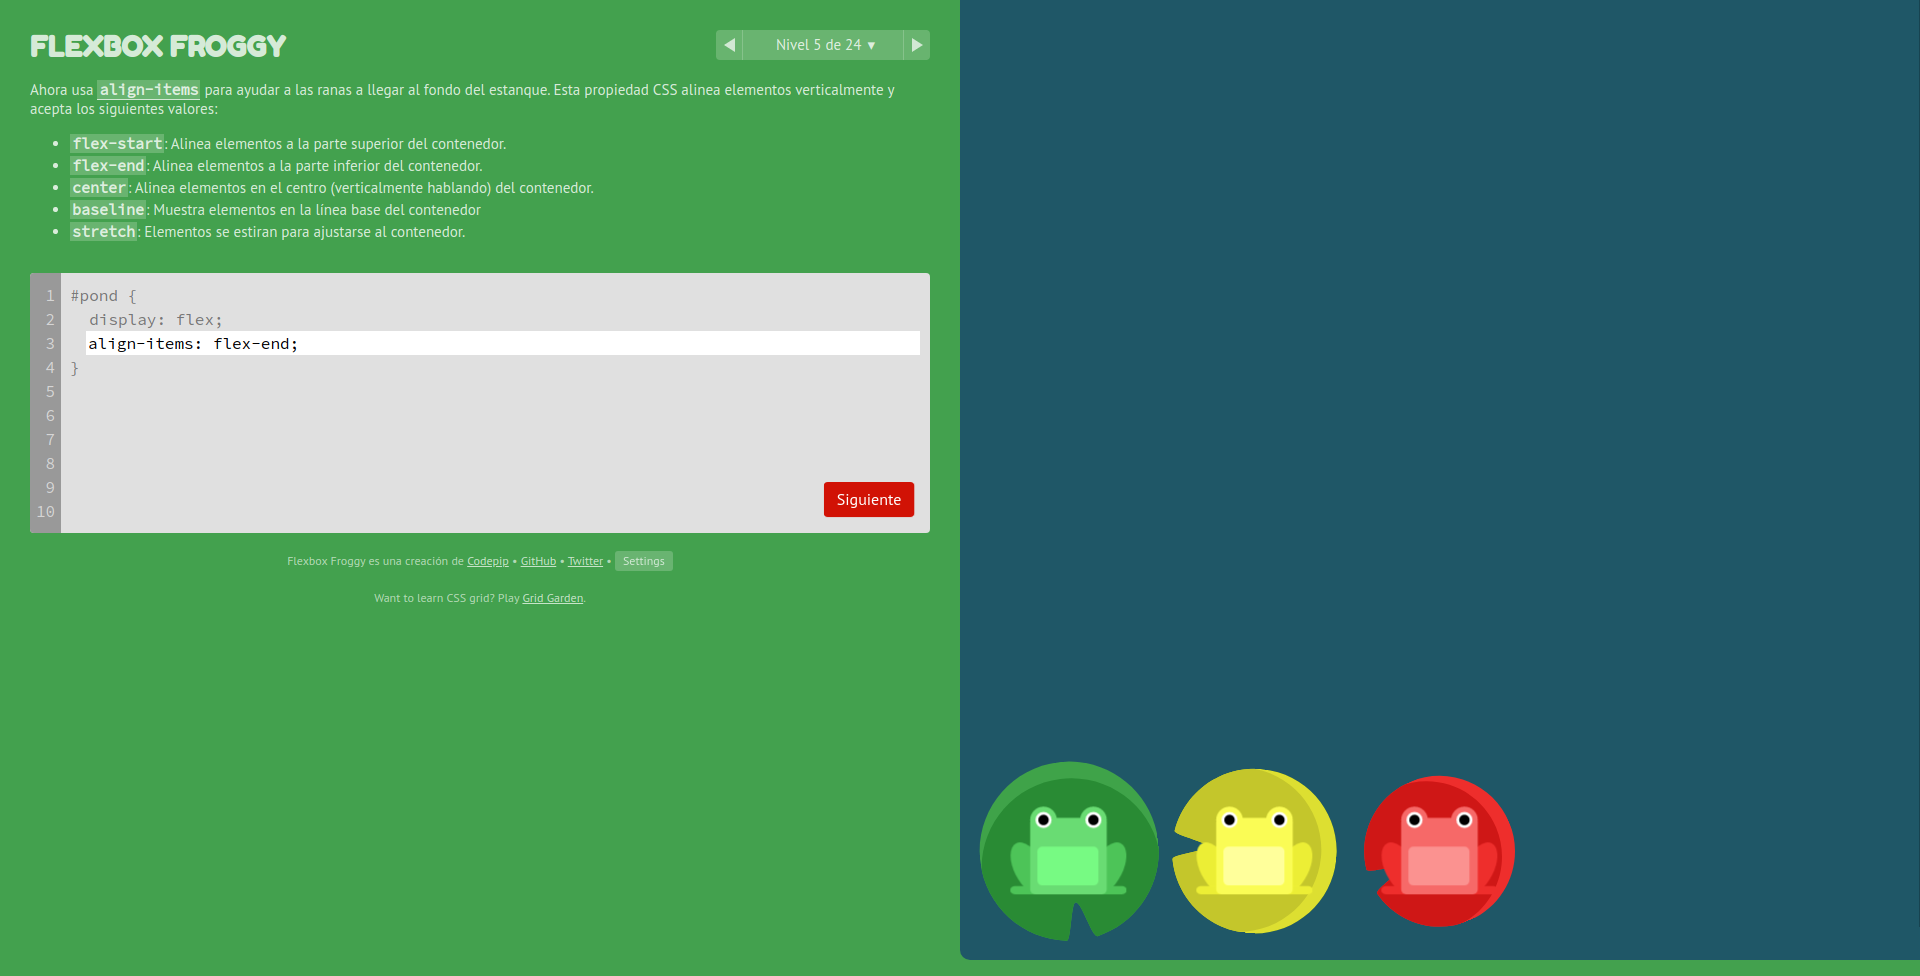 FLEXBOX FROGGY
◀ Nivel 5 de 24 ▼ ▶
Ahora usa align-items para ayudar a las ranas a llegar al fondo del estanque. Esta propiedad CSS alinea elementos verticalmente y
acepta los siguientes valores:
• flex-start: Alinea elementos a la parte superior del contenedor.
• flex-end: Alinea elementos a la parte inferior del contenedor.
• center: Alinea elementos en el centro (verticalmente hablando) del contenedor.
• baseline: Muestra elementos en la línea base del contenedor
• stretch: Elementos se estiran para ajustarse al contenedor.
1 #pond {
2 display: flex;
3 align-items: flex-end;
4 }
5
6
7
8
9
10
Siguiente
Flexbox Froggy es una creación de Codepip • GitHub • Twitter • Settings
Want to learn CSS grid? Play Grid Garden.